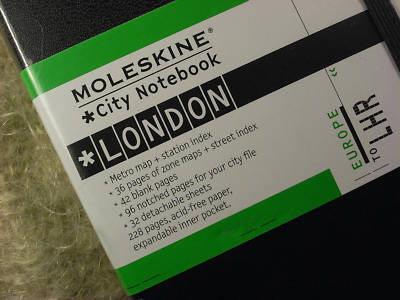 MOLESKINE®
*City Notebook
*LONDON
* Metro map + station index
* 36 pages of zone maps + street index
* 42 blank pages
* 96 notched pages for your city file
* 32 detachable sheets
228 pages, acid-free paper,
expandable inner pocket.
EUROPE »
TO LHR